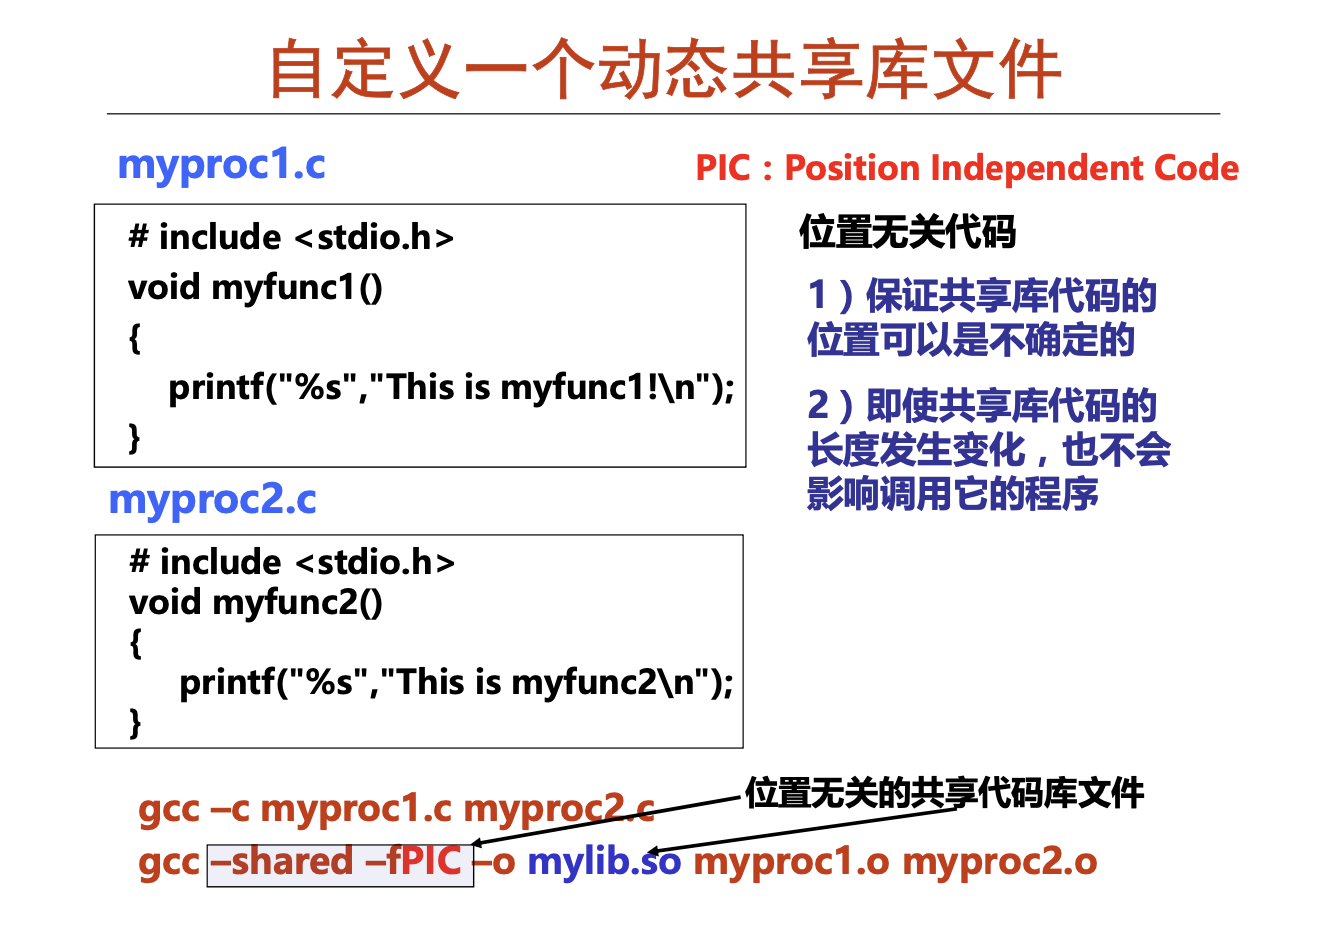 自定义一个动态共享库文件
myproc1.c
# include <stdio.h>
void myfunc1()
{
printf("%s","This is myfunc1!\n");
}
PIC：Position Independent Code
位置无关代码
1）保证共享库代码的
位置可以是不确定的
2）即使共享库代码的
长度发生变化，也不会
影响调用它的程序
myproc2.c
# include <stdio.h>
void myfunc2()
{
printf("%s","This is myfunc2\n");
}
位置无关的共享代码库文件
gcc –c myproc1.c myproc2.c
gcc –shared –fPIC –o mylib.so myproc1.o myproc2.o